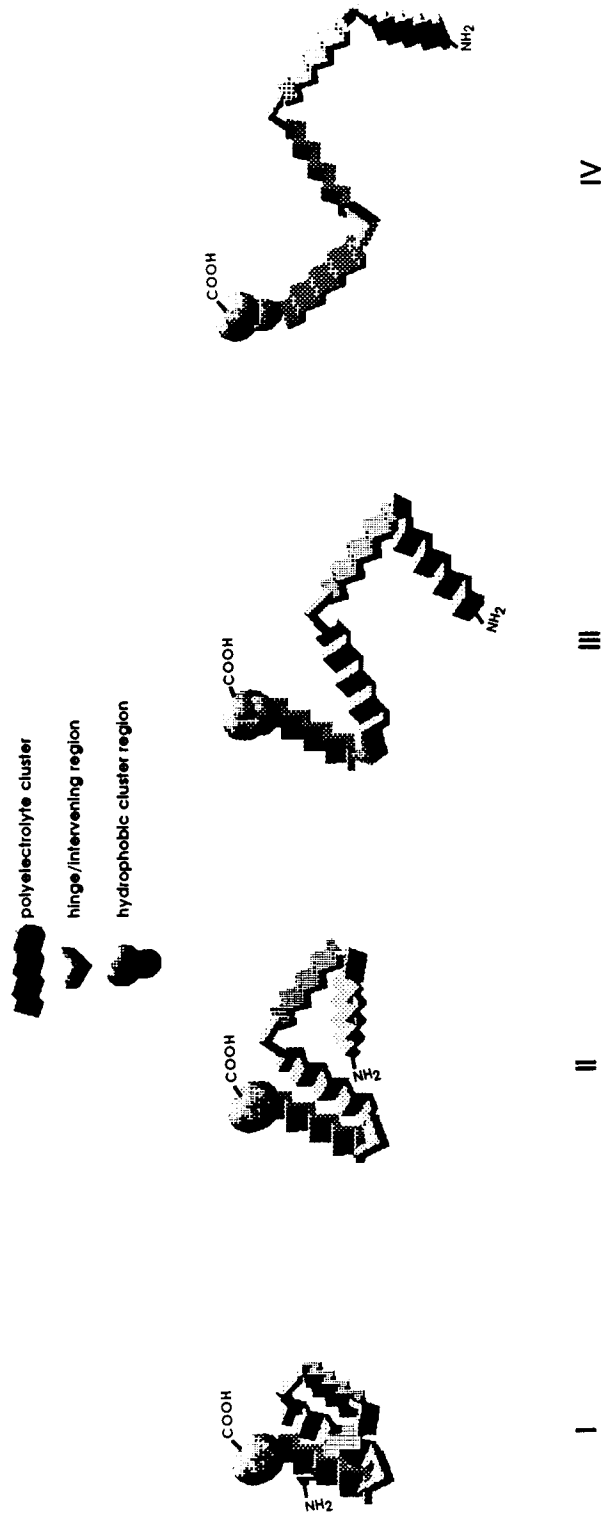 polyelectrolyte cluster
hinge/intervening region
hydrophobic cluster region
COOH
NH2
I
COOH
NH2
II
COOH
NH2
III
COOH
NH2
IV